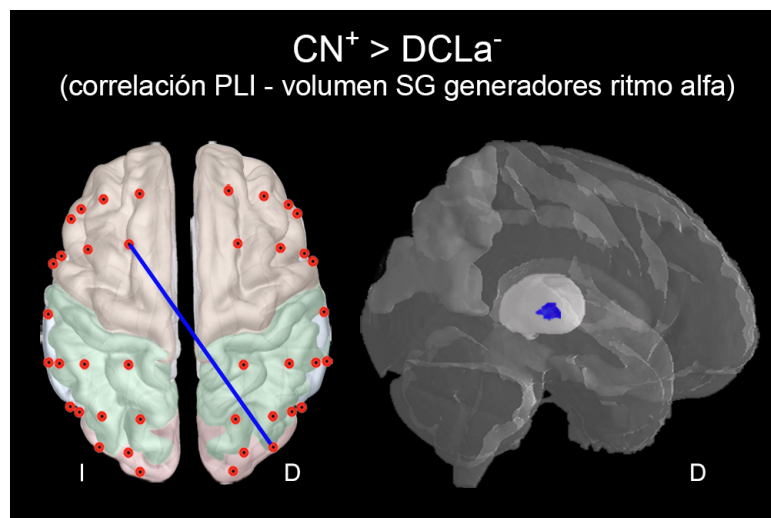 CN⁺ > DCLa⁻
(correlación PLI - volumen SG generadores ritmo alfa)
I D D